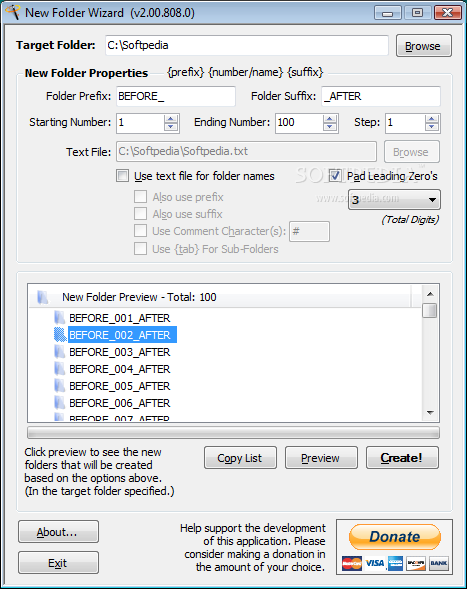 New Folder Wizard (v2.00.808.0)
Target Folder: C:\Softpedia Browse
New Folder Properties {prefix} {number/name} {suffix}
Folder Prefix: BEFORE_ Folder Suffix: _AFTER
Starting Number: 1 Ending Number: 100 Step: 1
Text File: C:\Softpedia\Softpedia.txt Browse
SOFTPEDIA
Use text file for folder names Pad Leading Zero's
www.softpedia.com
Also use prefix 3
Also use suffix (Total Digits)
Use Comment Character(s): #
Use {tab} For Sub-Folders
New Folder Preview - Total: 100
BEFORE_001_AFTER
BEFORE_002_AFTER
BEFORE_003_AFTER
BEFORE_004_AFTER
BEFORE_005_AFTER
BEFORE_006_AFTER
BEFORE_007_AFTER
Click preview to see the new
folders that will be created
based on the options above.
(In the target folder specified.)
Copy List Preview Create!
About...
Exit
Help support the development
of this application. Please
consider making a donation in
the amount of your choice.
Donate
VISA BANK